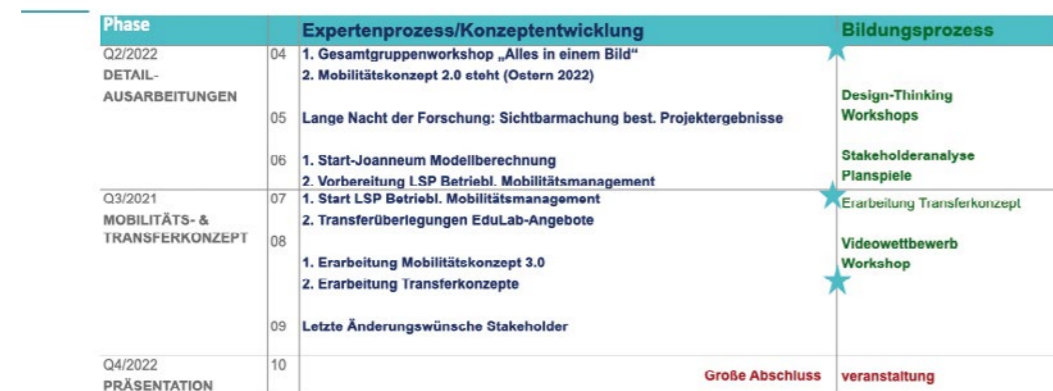 Phase
Expertenprozess/Konzeptentwicklung
Bildungsprozess
Q2/2022
DETAIL-
AUSARBEITUNGEN
04
1. Gesamtgruppenworkshop „Alles in einem Bild“
2. Mobilitätskonzept 2.0 steht (Ostern 2022)
Design-Thinking
Workshops
05
Lange Nacht der Forschung: Sichtbarmachung best. Projektergebnisse
06
1. Start-Joanneum Modellberechnung
2. Vorbereitung LSP Betriebl. Mobilitätsmanagement
Stakeholderanalyse
Planspiele
Q3/2021
MOBILITÄTS- &
TRANSFERKONZEPT
07
1. Start LSP Betriebl. Mobilitätsmanagement
2. Transferüberlegungen EduLab-Angebote
Erarbeitung Transferkonzept
08
1. Erarbeitung Mobilitätskonzept 3.0
2. Erarbeitung Transferkonzepte
Videowettbewerb
Workshop
09
Letzte Änderungswünsche Stakeholder
Q4/2022
PRÄSENTATION
10
Große Abschluss veranstaltung